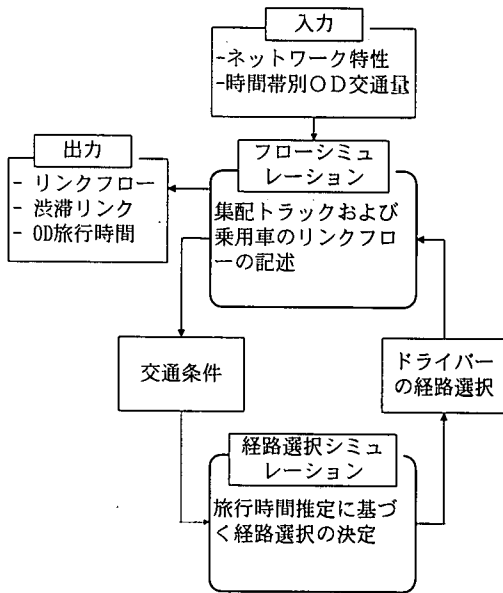 入力
-ネットワーク特性
-時間帯別OD交通量
出力
- リンクフロー
- 渋滞リンク
- OD旅行時間
フローシミュ
レーション
集配トラックおよび
乗用車のリンクフロ
ーの記述
交通条件
ドライバー
の経路選択
経路選択シミュ
レーション
旅行時間推定に基づ
く経路選択の決定